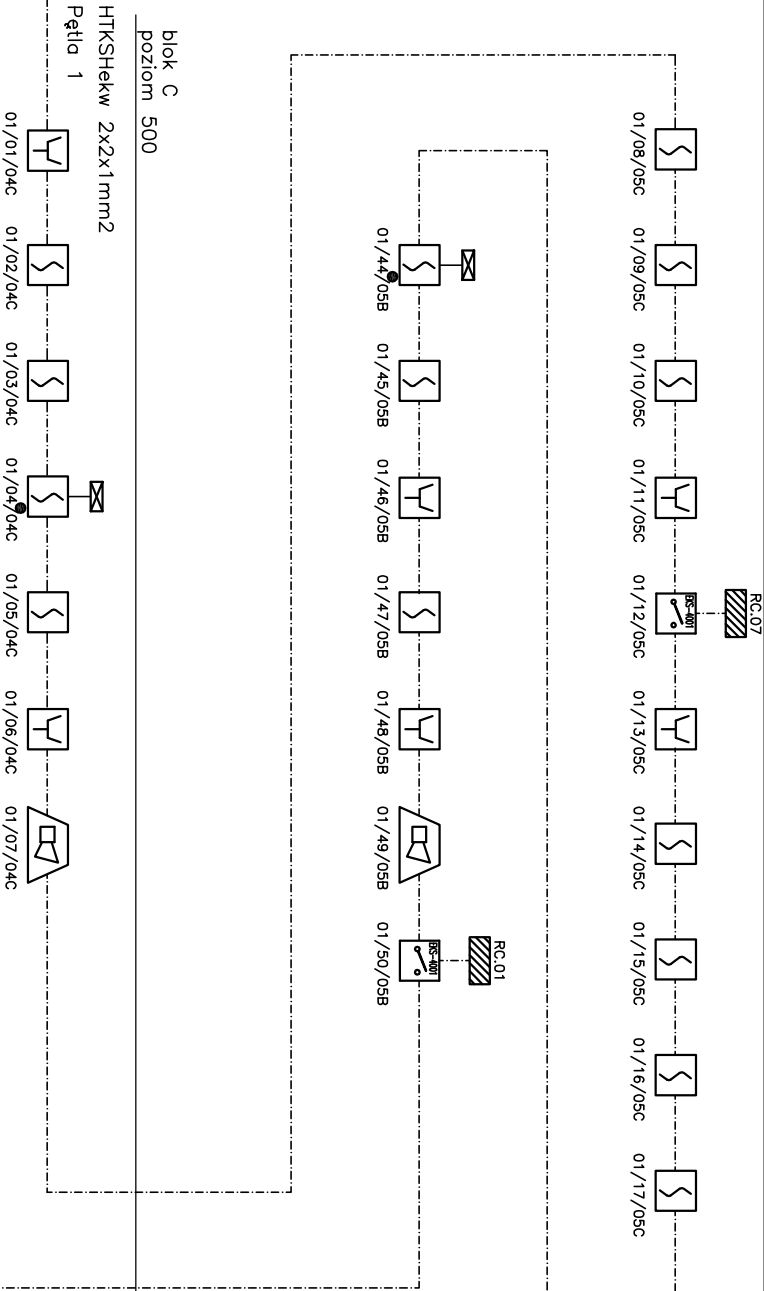 RC.07
EKS-4001
01/08/05C
01/09/05C
01/10/05C
01/11/05C
01/12/05C
01/13/05C
01/14/05C
01/15/05C
01/16/05C
01/17/05C
RC.01
EKS-4001
01/44/05B
01/45/05B
01/46/05B
01/47/05B
01/48/05B
01/49/05B
01/50/05B
blok C
poziom 500
HTKSHekw 2x2x1mm2
Pętla 1
01/01/04C
01/02/04C
01/03/04C
01/04/04C
01/05/04C
01/06/04C
01/07/04C